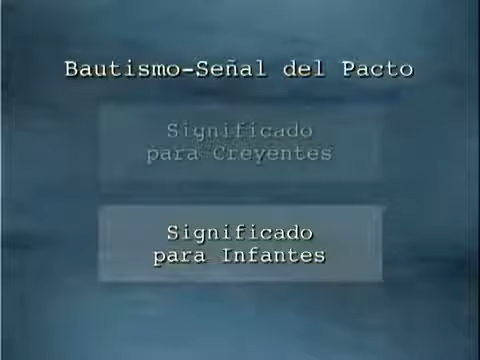 Bautismo-Señal del Pacto
Significado
para Creyentes
Significado
para Infantes